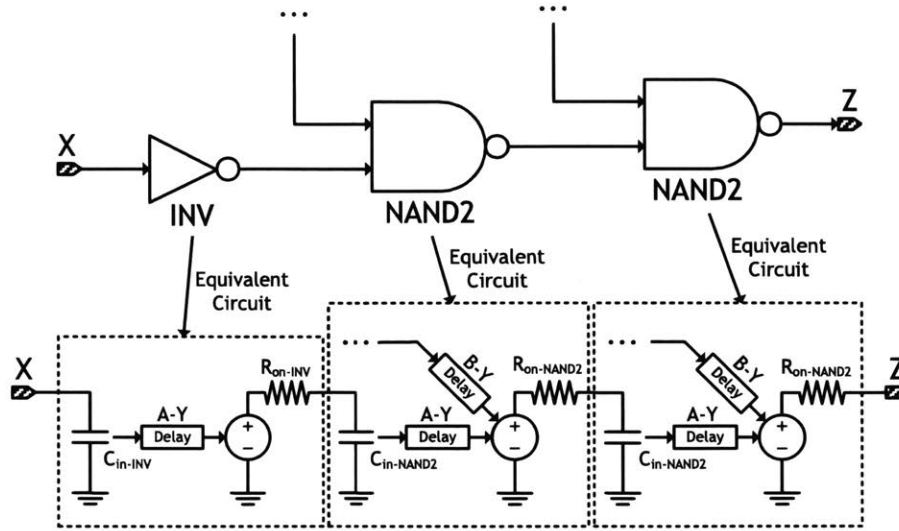 ...
...
X
Z
INV
NAND2
NAND2
Equivalent
Circuit
Equivalent
Circuit
Equivalent
Circuit
X
Ron-INV
A-Y
Delay
+
−
Cin-INV
...
B-Y
Delay
Ron-NAND2
A-Y
Delay
+
−
Cin-NAND2
...
B-Y
Delay
Ron-NAND2
Z
A-Y
Delay
+
−
Cin-NAND2